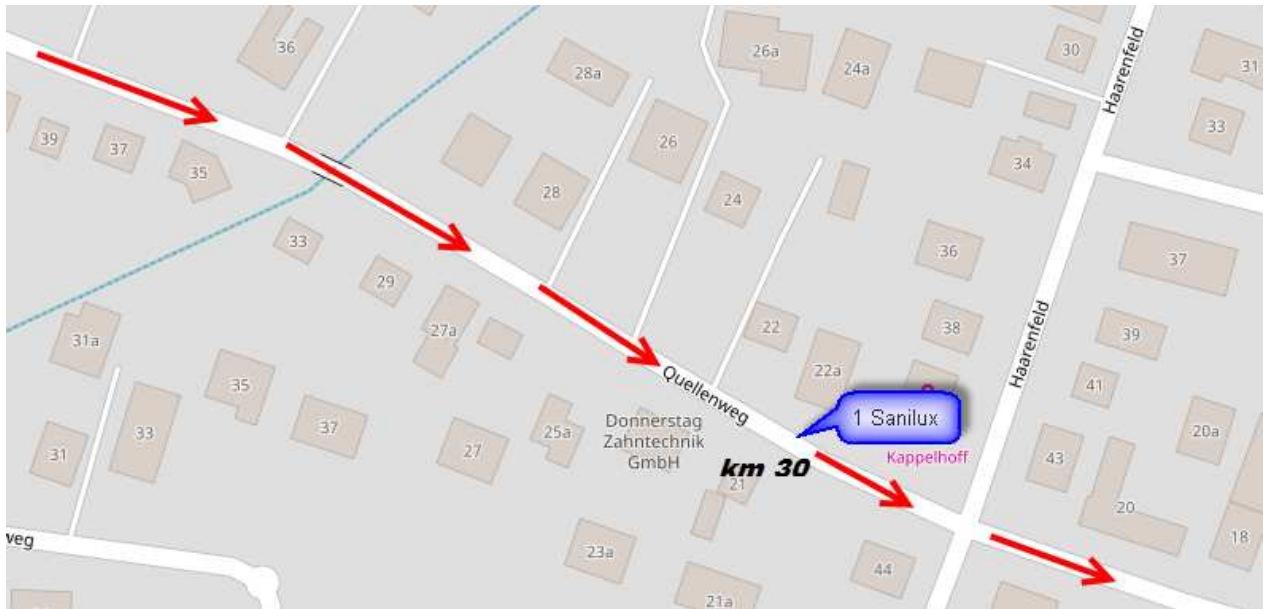 36
28a
26a
24a
30
31
33
Haarenfeld
39
37
35
28
26
24
34
33
29
36
37
31a
27a
22
38
39
Haarenfeld
35
Quellenweg
22a
41
1 Sanilux
33
37
25a
Donnerstag
Zahntechnik
GmbH
20a
31
27
km 30
21
Kappelhoff
43
20
18
weg
23a
44
21a